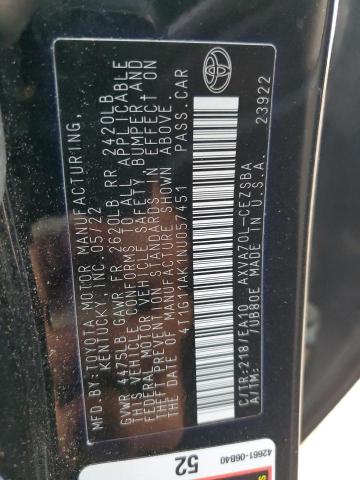 MFD.BY:TOYOTA MOTOR MANUFACTURING,
KENTUCKY, INC. 05/22
GVWR 4475LB GAWR FR 2620LB RR 2420LB
THIS VEHICLE CONFORMS TO ALL APPLICABLE
FEDERAL MOTOR VEHICLE SAFETY, BUMPER AND
THEFT PREVENTION STANDARDS IN EFFECT ON
THE DATE OF MANUFACTURE SHOWN ABOVE.
4T1G11AK1NU057451 PASS.CAR
C/TR:218/EA10 AXVA70L-CEZSBA
A/TM: /UB80E MADE IN U.S.A. 23922
42661-06B40
52